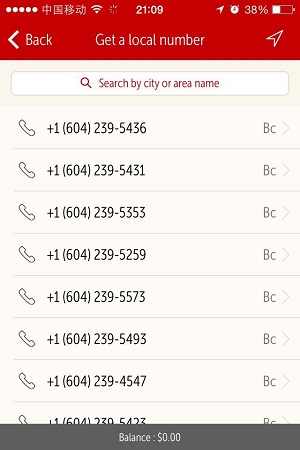 中国移动 21:09 38%
Back Get a local number
Search by city or area name
+1 (604) 239-5436 Bc
+1 (604) 239-5431 Bc
+1 (604) 239-5353 Bc
+1 (604) 239-5259 Bc
+1 (604) 239-5573 Bc
+1 (604) 239-5493 Bc
+1 (604) 239-4547 Bc
+1 (604) 239-5423 Bc
Balance : $0.00